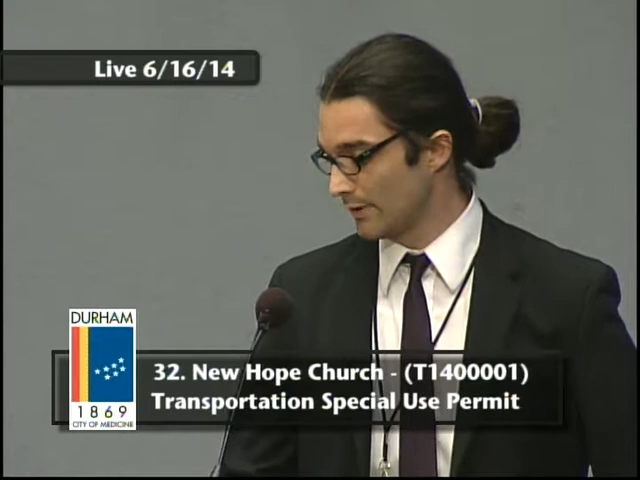 Live 6/16/14
DURHAM
1869
CITY OF MEDICINE
32. New Hope Church - (T1400001)
Transportation Special Use Permit